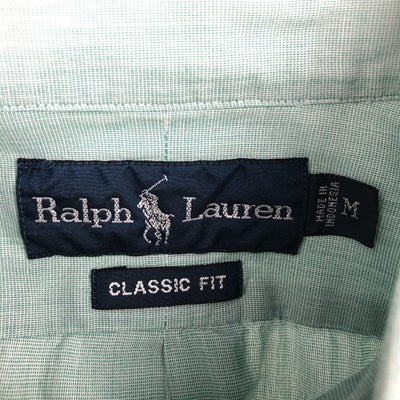 Ralph Lauren
MADE IN
INDONESIA
M
CLASSIC FIT